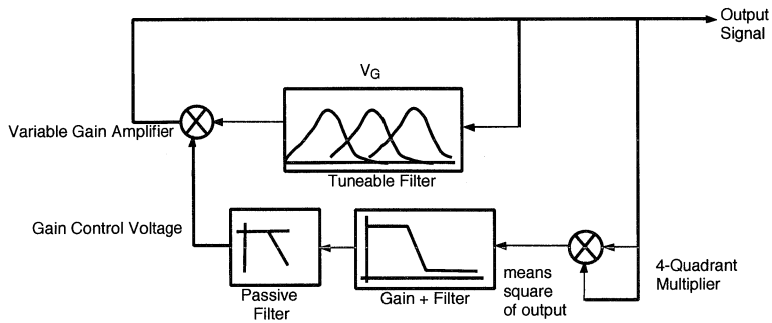 Output
Signal
VG
Variable Gain Amplifier
Tuneable Filter
Gain Control Voltage
Passive
Filter
Gain + Filter
means
square
of output
4-Quadrant
Multiplier